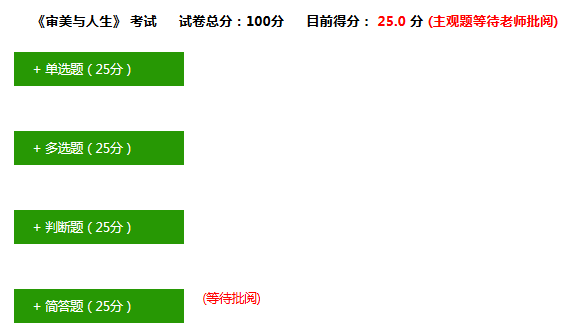 《审美与人生》 考试 试卷总分：100分 目前得分： 25.0 分 (主观题等待老师批阅)
+ 单选题 ( 25分 )
+ 多选题 ( 25分 )
+ 判断题 ( 25分 )
+ 简答题 ( 25分 ) (等待批阅)